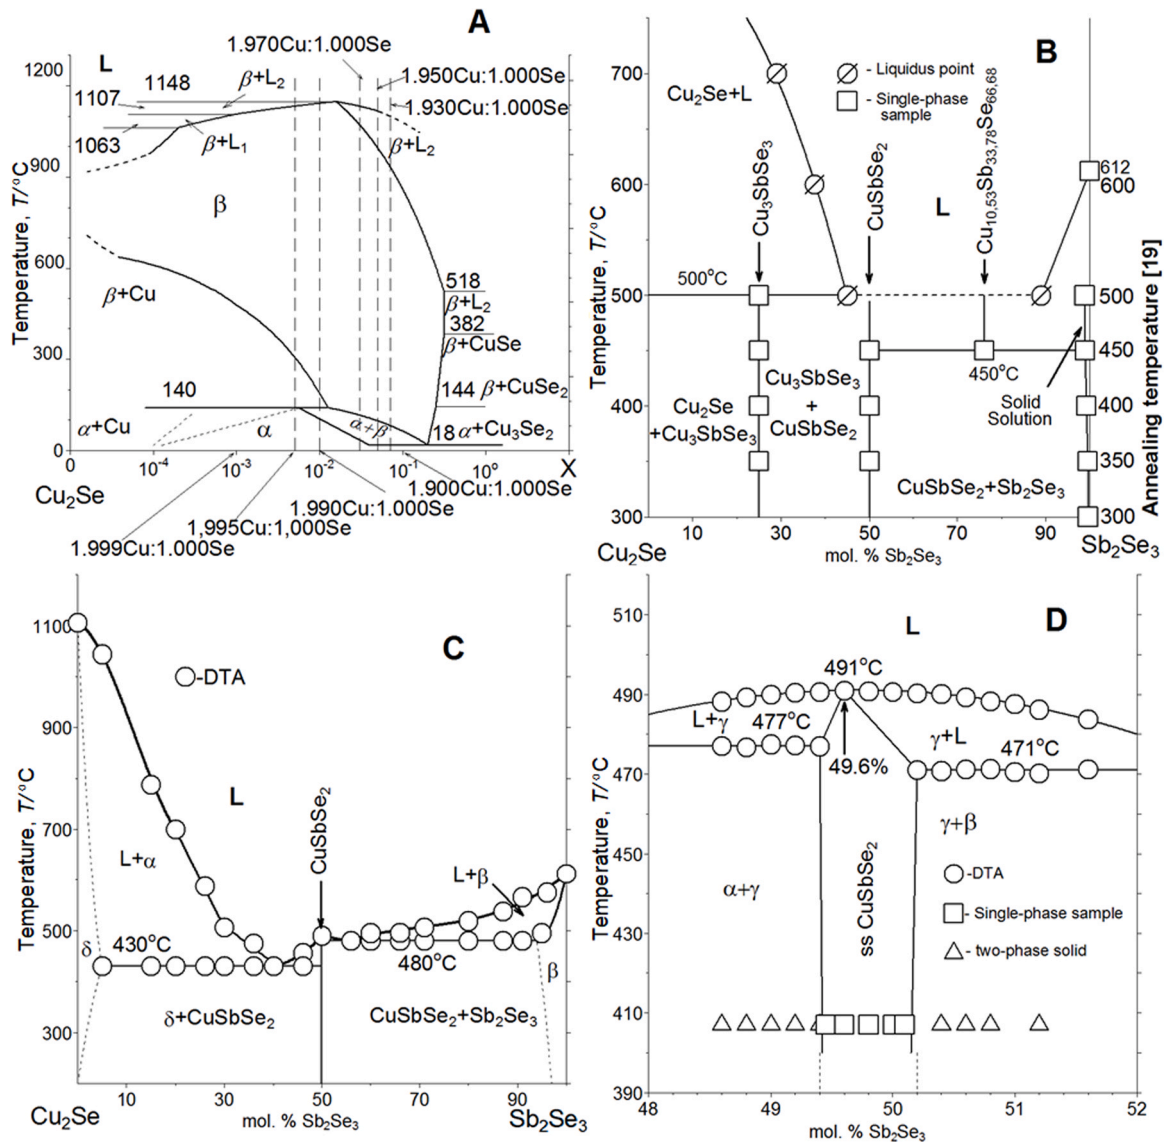 A
1.970Cu:1.000Se
1.950Cu:1.000Se
1.930Cu:1.000Se
L
1200
900
600
300
0
Temperature, T/°C
1148
1107
1063
β+L₂
β+L₁
β+L₂
β
β+Cu
518
β+L₂
382
β+CuSe
144 β+CuSe₂
140
α+Cu
α
α+β
18 α+Cu₃Se₂
0
10⁻⁴
10⁻³
10⁻²
10⁻¹
10⁰
X
Cu₂Se
1.900Cu:1.000Se
1.990Cu:1.000Se
1,995Cu:1,000Se
1.999Cu:1.000Se
B
- Liquidus point
- Single-phase
sample
700
600
500
400
300
Temperature, T/°C
Cu₂Se+L
Cu₃SbSe₃
CuSbSe₂
L
Cu₁₀,₅₃Sb₃₃,₇₈Se₆₆,₆₈
612
600
500
450
400
350
300
Annealing temperature [19]
500°C
450°C
Solid
Solution
Cu₂Se
+Cu₃SbSe₃
Cu₃SbSe₃
+
CuSbSe₂
CuSbSe₂+Sb₂Se₃
10
30
50
70
90
Cu₂Se
mol. % Sb₂Se₃
Sb₂Se₃
C
-DTA
1100
900
700
500
300
Temperature, T/°C
L
L+α
CuSbSe₂
L+β
δ
430°C
480°C
β
δ+CuSbSe₂
CuSbSe₂+Sb₂Se₃
10
30
50
70
90
Cu₂Se
mol. % Sb₂Se₃
Sb₂Se₃
D
L
510
490
470
450
430
410
390
Temperature, T/°C
491°C
L+γ
477°C
γ+L
471°C
49.6%
γ+β
α+γ
ss CuSbSe₂
-DTA
- Single-phase sample
- two-phase solid
48
49
50
51
52
mol. % Sb₂Se₃